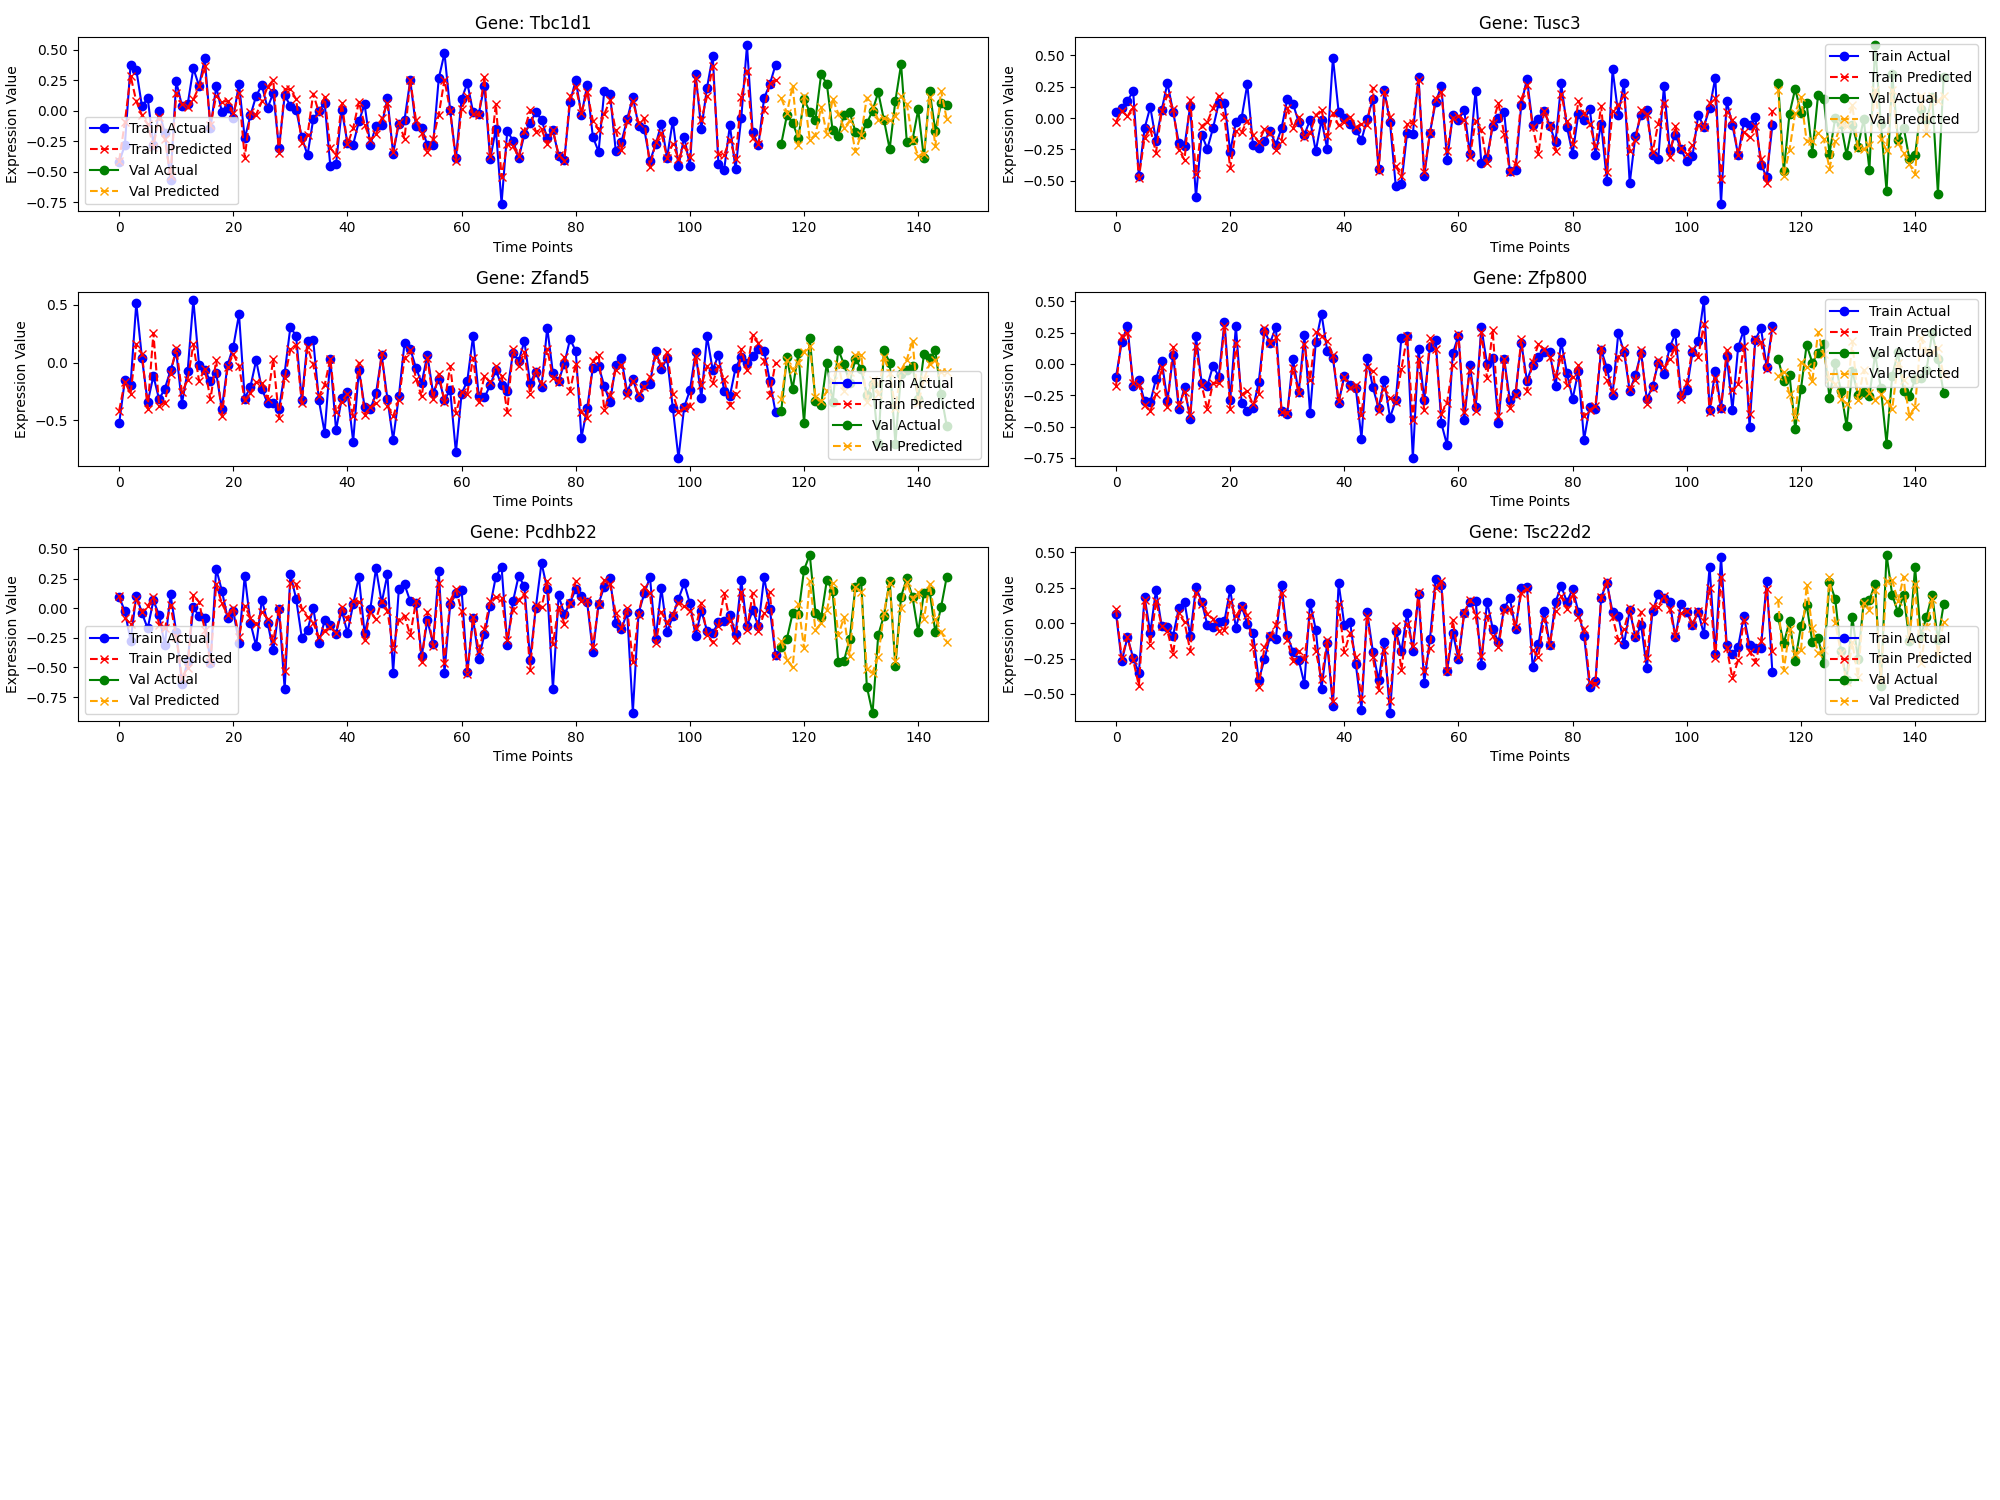 Gene: Tbc1d1
Expression Value
0.50
0.25
0.00
−0.25
−0.50
−0.75
Train Actual
Train Predicted
Val Actual
Val Predicted
0 20 40 60 80 100 120 140
Time Points
Gene: Tusc3
Expression Value
0.50
0.25
0.00
−0.25
−0.50
Train Actual
Train Predicted
Val Actual
Val Predicted
0 20 40 60 80 100 120 140
Time Points
Gene: Zfand5
Expression Value
0.5
0.0
−0.5
Train Actual
Train Predicted
Val Actual
Val Predicted
0 20 40 60 80 100 120 140
Time Points
Gene: Zfp800
Expression Value
0.50
0.25
0.00
−0.25
−0.50
−0.75
Train Actual
Train Predicted
Val Actual
Val Predicted
0 20 40 60 80 100 120 140
Time Points
Gene: Pcdhb22
Expression Value
0.50
0.25
0.00
−0.25
−0.50
−0.75
Train Actual
Train Predicted
Val Actual
Val Predicted
0 20 40 60 80 100 120 140
Time Points
Gene: Tsc22d2
Expression Value
0.50
0.25
0.00
−0.25
−0.50
Train Actual
Train Predicted
Val Actual
Val Predicted
0 20 40 60 80 100 120 140
Time Points